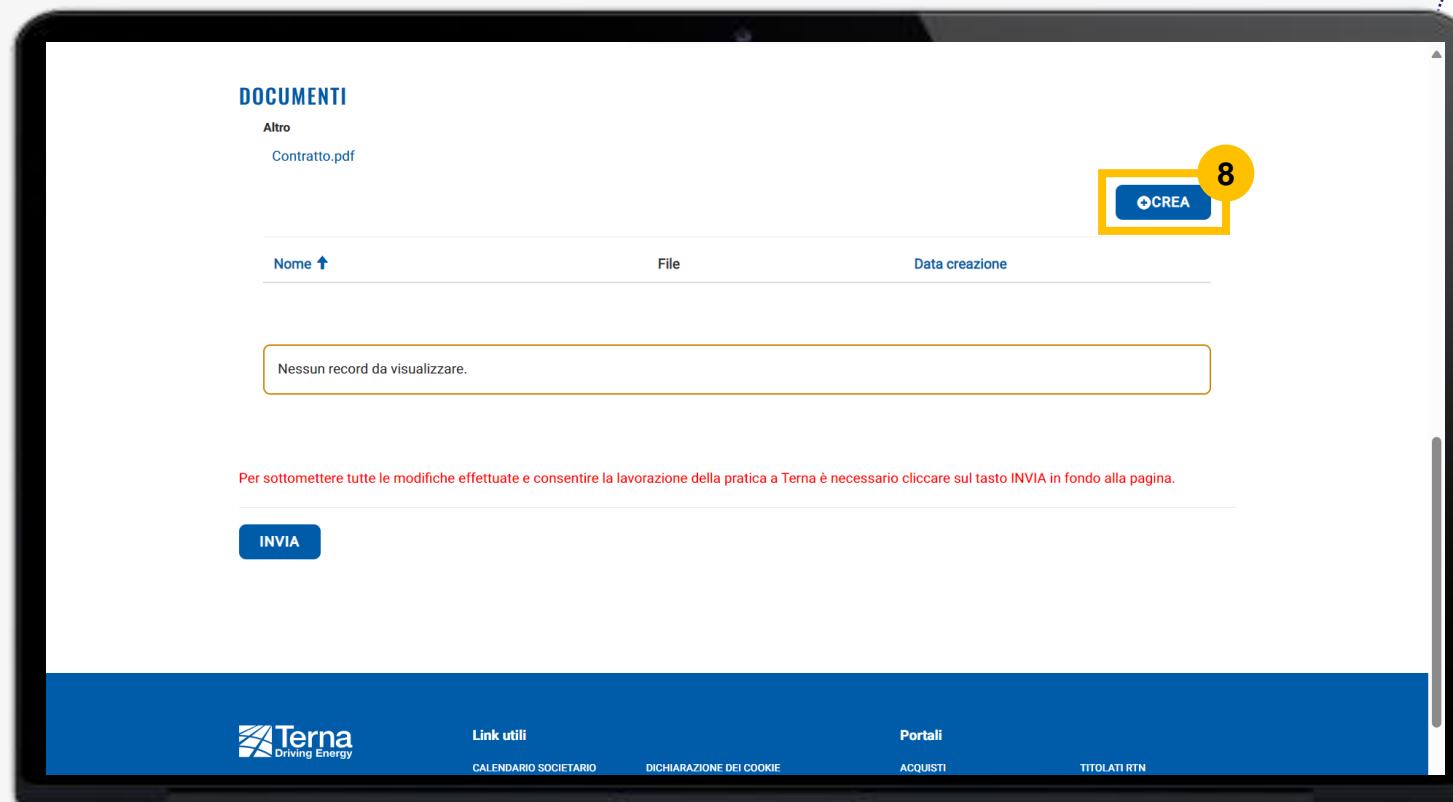 DOCUMENTI
Altro
Contratto.pdf
8
CREA
Nome File Data creazione
Nessun record da visualizzare.
Per sottomettere tutte le modifiche effettuate e consentire la lavorazione della pratica a Terna è necessario cliccare sul tasto INVIA in fondo alla pagina.
INVIA
Terna
Driving Energy
Link utili
Portali
CALENDARIO SOCIETARIO DICHIARAZIONE DEI COOKIE ACQUISTI TITOLATI RTN